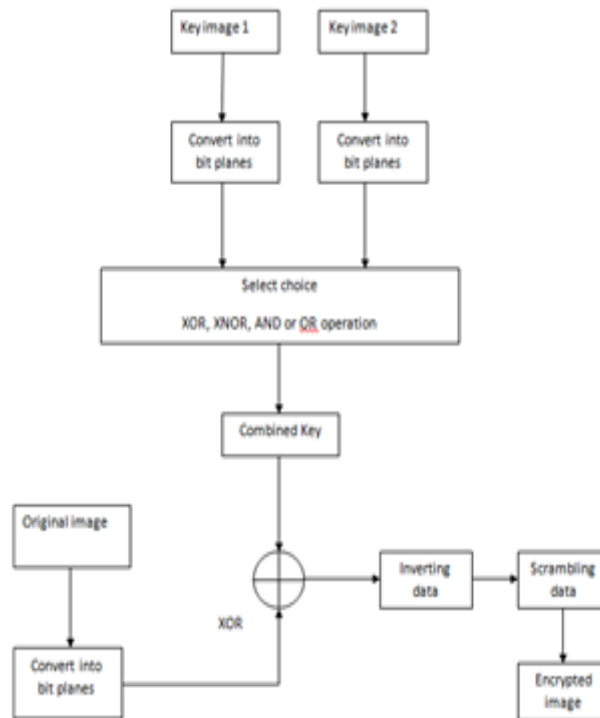 Key image 1
Key image 2
Convert into
bit planes
Convert into
bit planes
Select choice
XOR, XNOR, AND or OR operation
Combined Key
Original image
Convert into
bit planes
XOR
Inverting
data
Scrambling
data
Encrypted
image